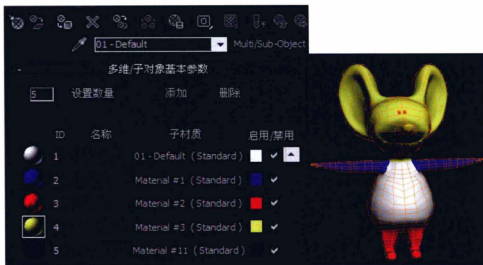 01 - Default Multi/Sub-Object
- 多维/子对象基本参数
5 设置数量 添加 删除
ID 名称 子材质 启用/禁用
1 01 - Default ( Standard )
2 Material #1 ( Standard )
3 Material #2 ( Standard )
4 Material #3 ( Standard )
5 Material #11 ( Standard )